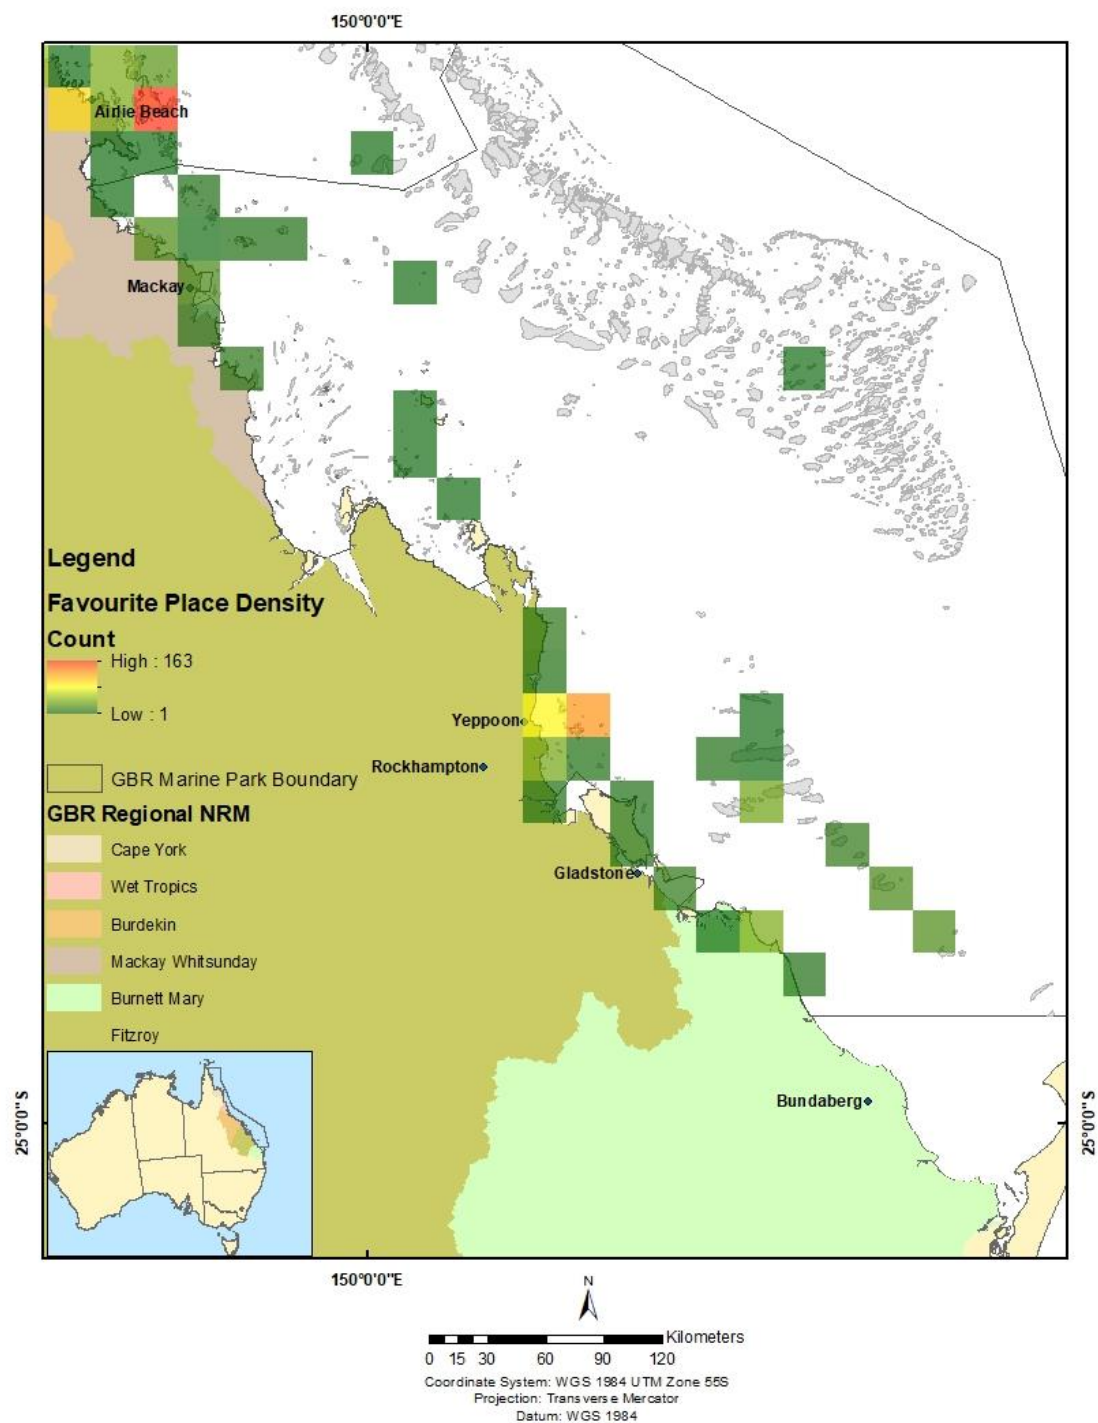 150°0'0"E
Airlie Beach
Mackay
Legend
Favourite Place Density
Count
High : 163
Low : 1
Yeppoon
Rockhampton
GBR Marine Park Boundary
GBR Regional NRM
Cape York
Wet Tropics
Gladstone
Burdekin
Mackay Whitsunday
Burnett Mary
Fitzroy
Bundaberg
25°0'0"S
25°0'0"S
150°0'0"E
N
Kilometers
0 15 30 60 90 120
Coordinate System: WGS 1984 UTM Zone 55S
Projection: Transverse Mercator
Datum: WGS 1984